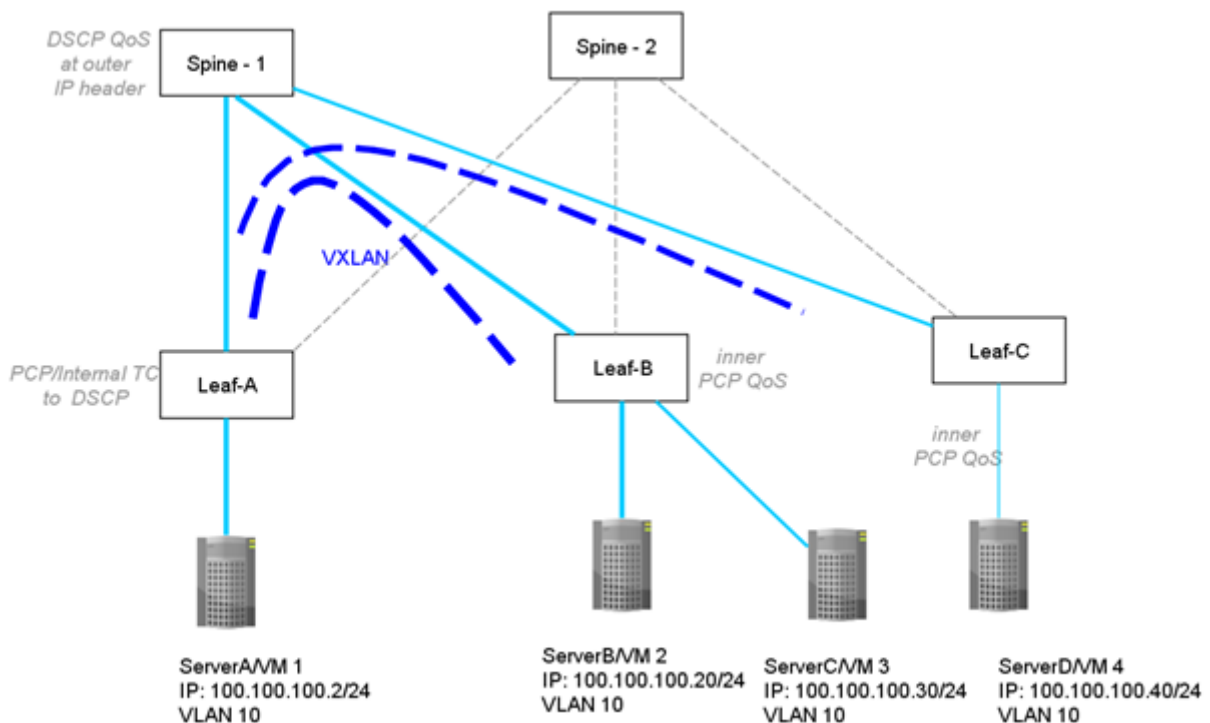 DSCP QoS
at outer
IP header
Spine - 1
Spine - 2
VXLAN
PCP/Internal TC
to DSCP
Leaf-A
Leaf-B
inner
PCP QoS
Leaf-C
inner
PCP QoS
ServerA/VM 1
IP: 100.100.100.2/24
VLAN 10
ServerB/VM 2
IP: 100.100.100.20/24
VLAN 10
ServerC/VM 3
IP: 100.100.100.30/24
VLAN 10
ServerD/VM 4
IP: 100.100.100.40/24
VLAN 10